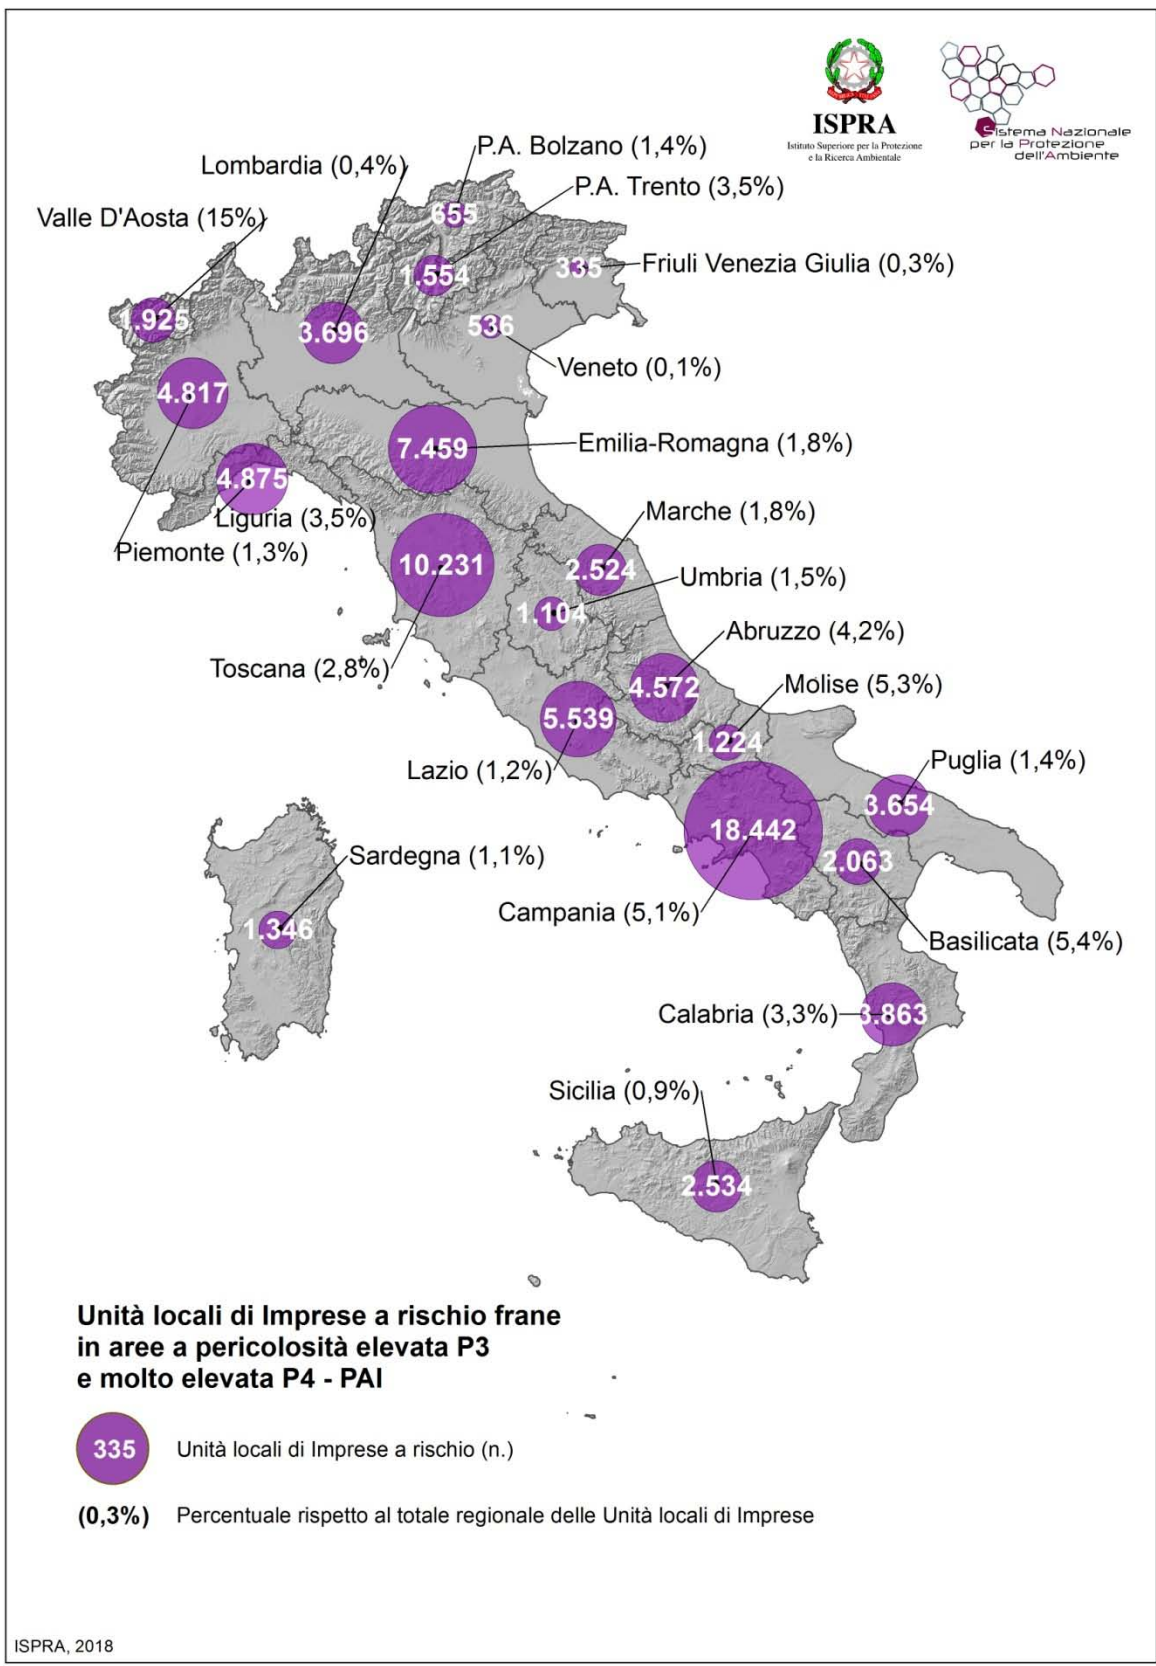 ISPRA
Istituto Superiore per la Protezione
e la Ricerca Ambientale
Sistema Nazionale
per la Protezione
dell'Ambiente
P.A. Bolzano (1,4%)
Lombardia (0,4%)
P.A. Trento (3,5%)
Valle D'Aosta (15%)
655
1.554
335
Friuli Venezia Giulia (0,3%)
1.925
3.696
536
Veneto (0,1%)
4.817
7.459
Emilia-Romagna (1,8%)
4.875
Liguria (3,5%)
Marche (1,8%)
Piemonte (1,3%)
10.231
2.524
Umbria (1,5%)
1.104
Abruzzo (4,2%)
Toscana (2,8%)
4.572
Molise (5,3%)
5.539
1.224
Lazio (1,2%)
Puglia (1,4%)
3.654
18.442
Sardegna (1,1%)
2.063
Campania (5,1%)
1.346
Basilicata (5,4%)
Calabria (3,3%)
3.863
Sicilia (0,9%)
2.534
Unità locali di Imprese a rischio frane
in aree a pericolosità elevata P3
e molto elevata P4 - PAI
335 Unità locali di Imprese a rischio (n.)
(0,3%) Percentuale rispetto al totale regionale delle Unità locali di Imprese
ISPRA, 2018